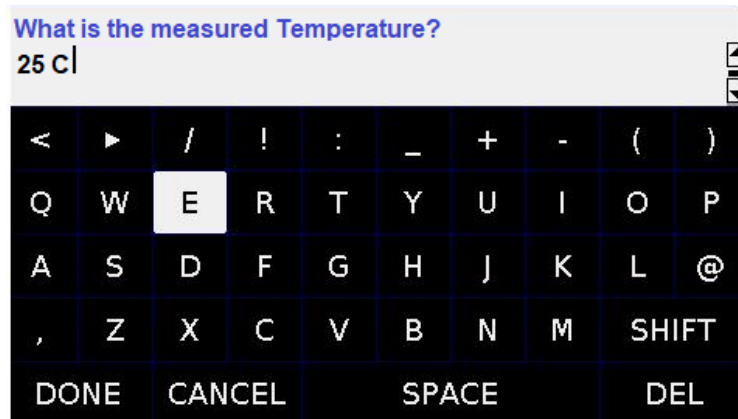 What is the measured Temperature?
25 C
< ► / ! : _ + - ( )
Q W E R T Y U I O P
A S D F G H J K L @
, Z X C V B N M SHIFT
DONE CANCEL SPACE DEL